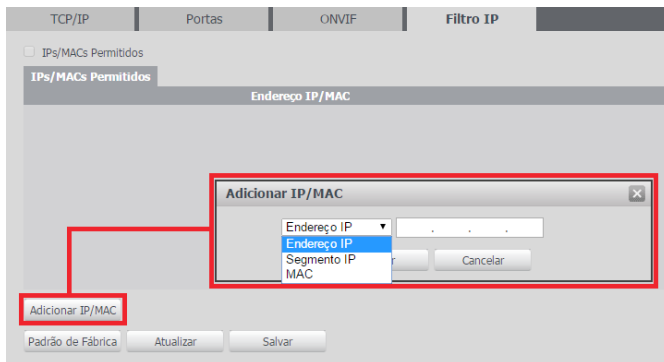 TCP/IP Portas ONVIF Filtro IP
IPs/MACs Permitidos
IPs/MACs Permitidos
Endereço IP/MAC
Adicionar IP/MAC
Endereço IP . . .
Endereço IP
Segmento IP
MAC
Cancelar
Adicionar IP/MAC
Padrão de Fábrica Atualizar Salvar